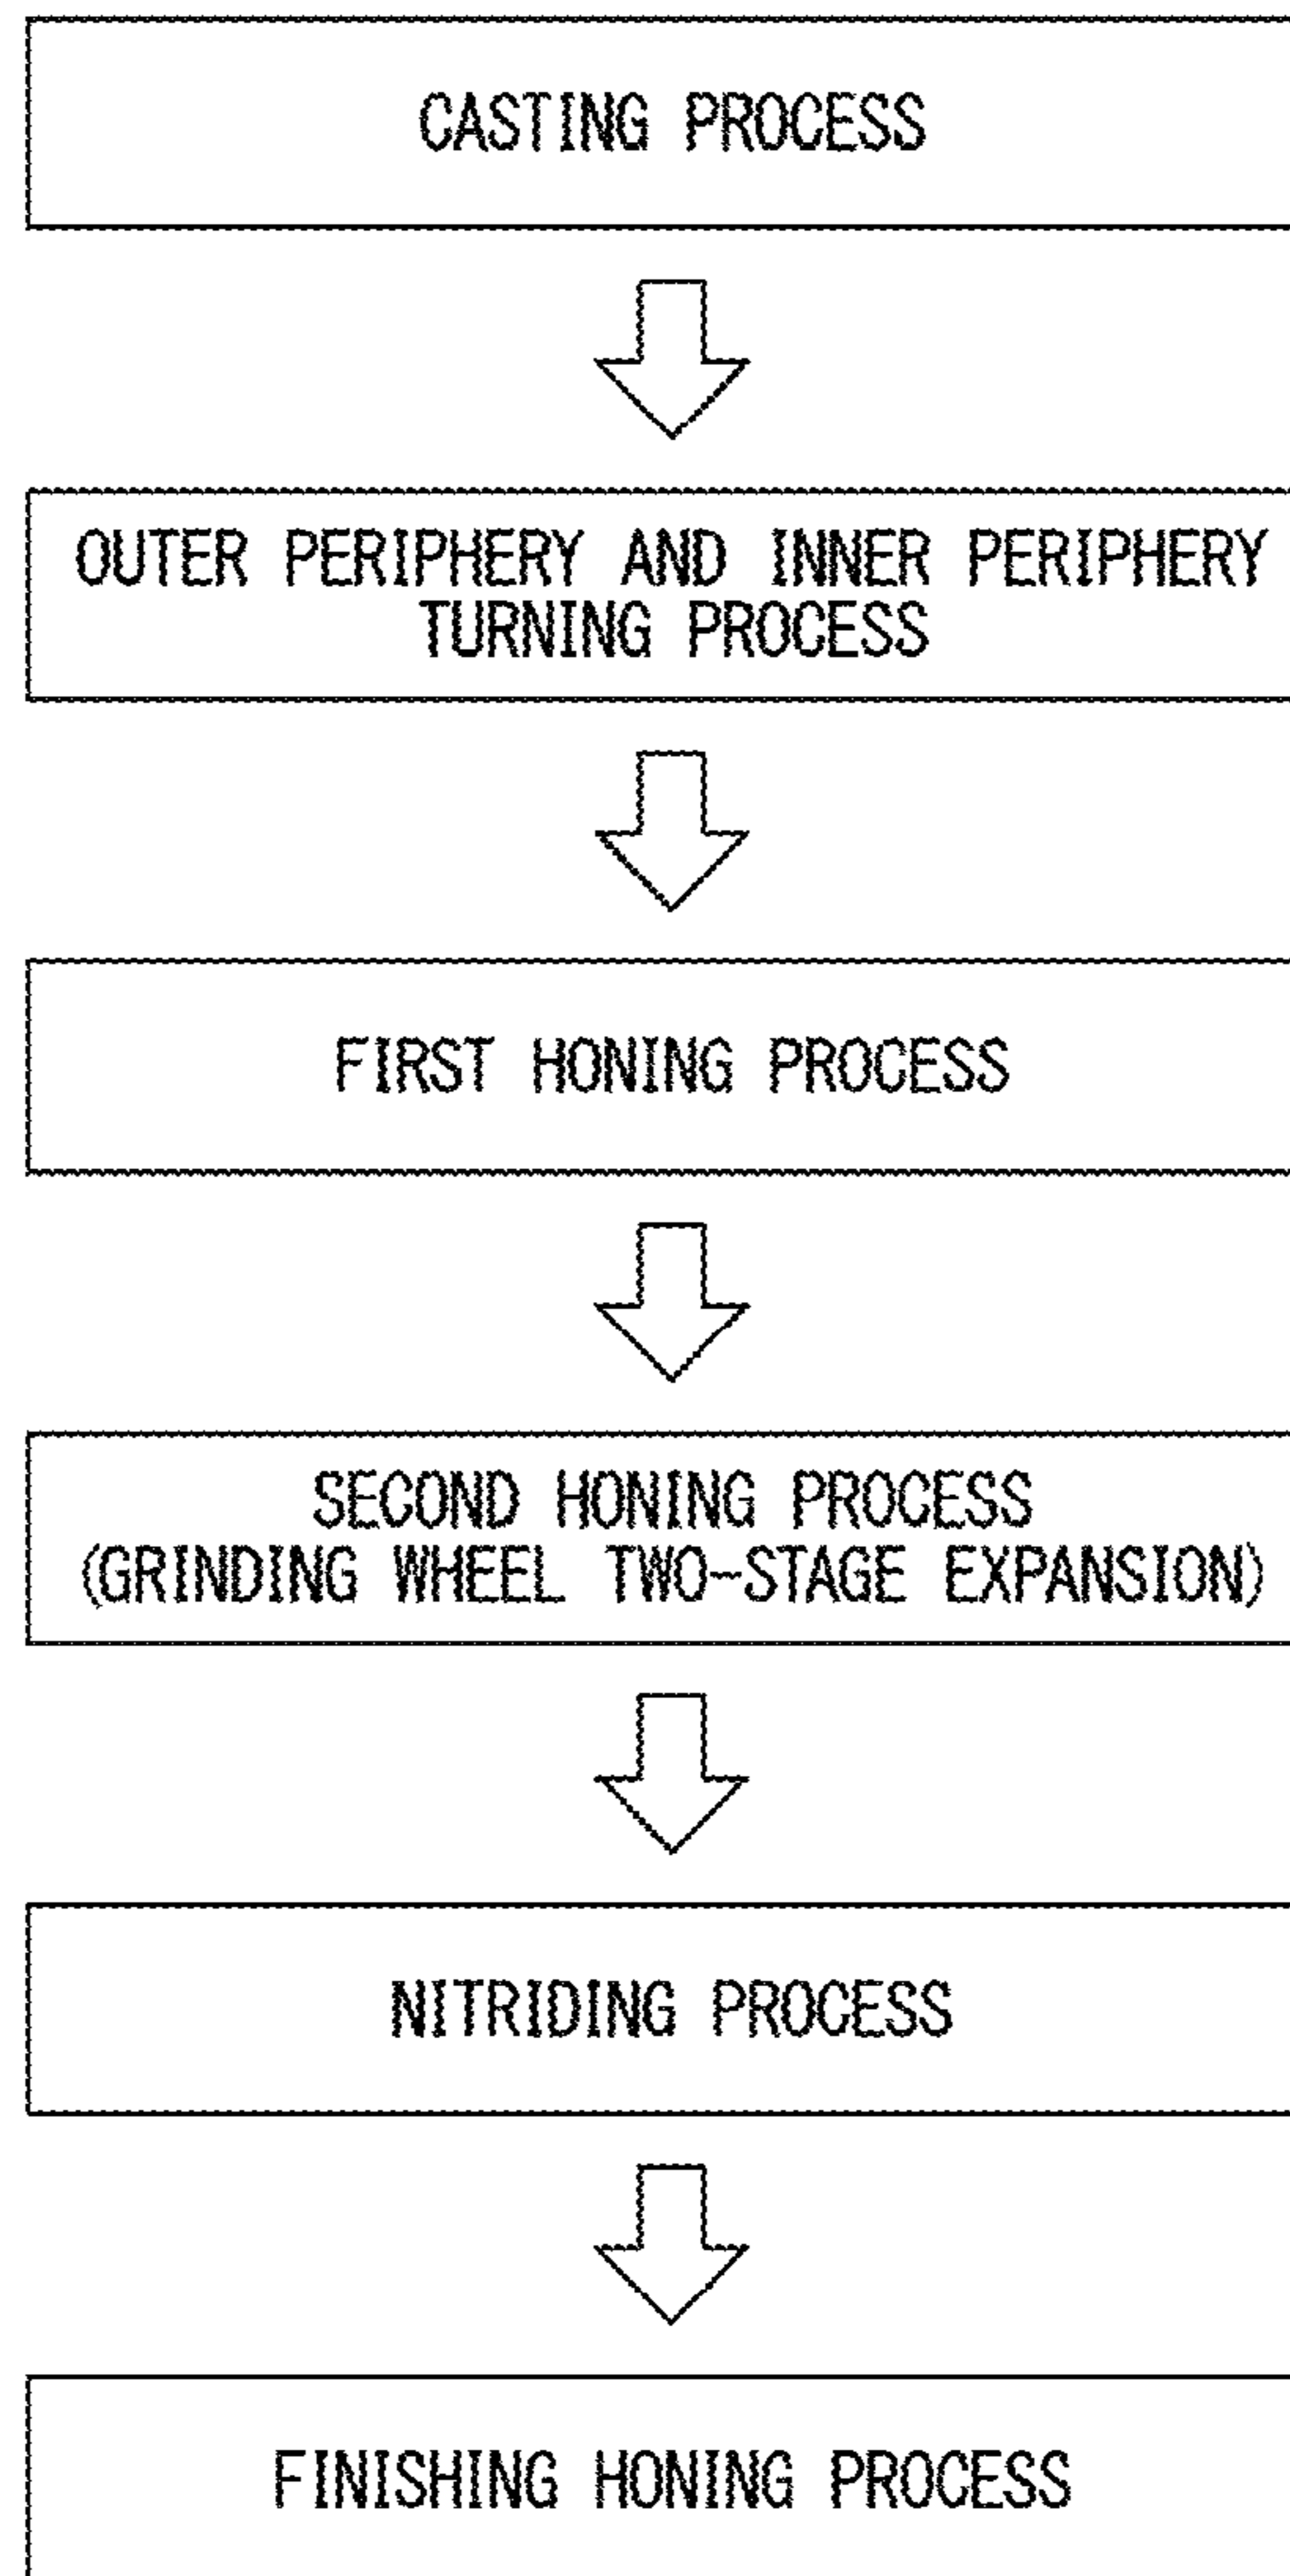 CASTING PROCESS
OUTER PERIPHERY AND INNER PERIPHERY
TURNING PROCESS
FIRST HONING PROCESS
SECOND HONING PROCESS
(GRINDING WHEEL TWO-STAGE EXPANSION)
NITRIDING PROCESS
FINISHING HONING PROCESS